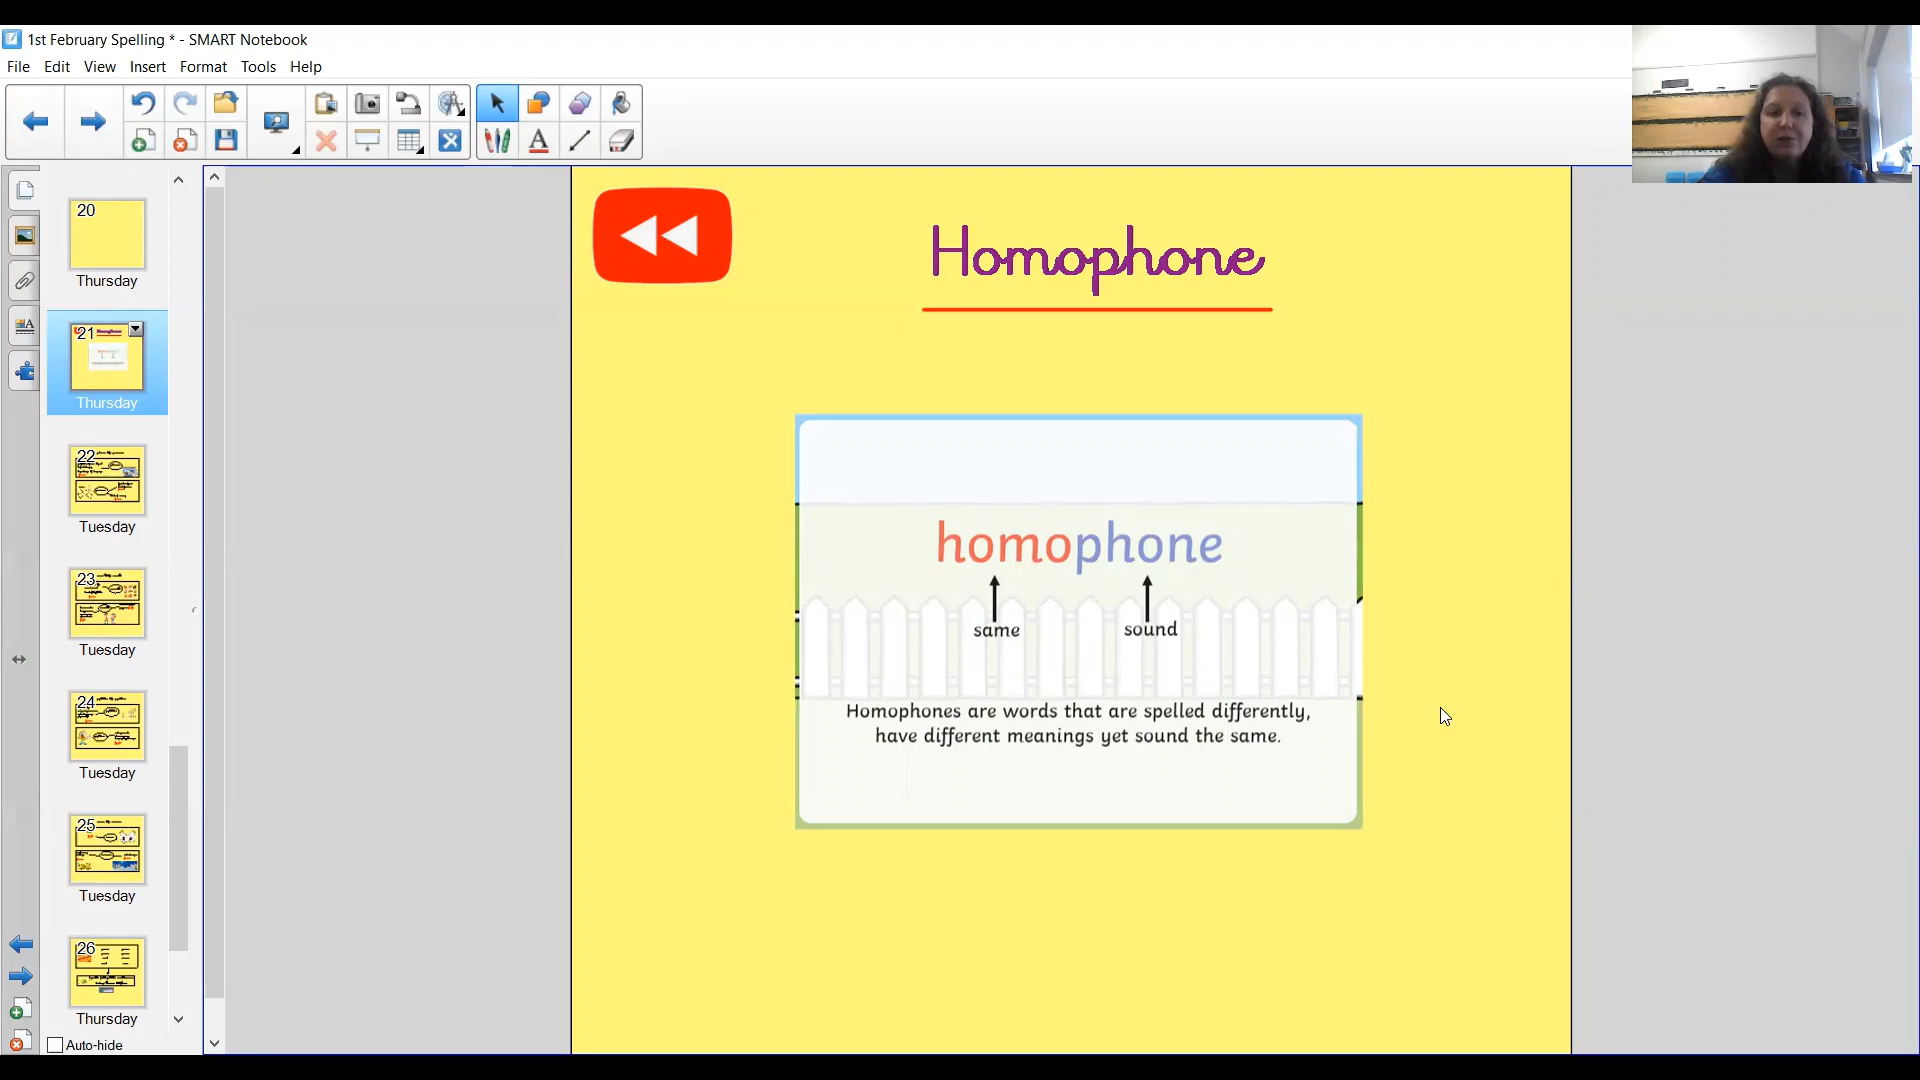 1st February Spelling * - SMART Notebook
File Edit View Insert Format Tools Help
20
Thursday
21
Thursday
22
Tuesday
23
Tuesday
24
Tuesday
25
Tuesday
26
Thursday
Auto-hide
Homophone
homophone
same sound
Homophones are words that are spelled differently,
have different meanings yet sound the same.